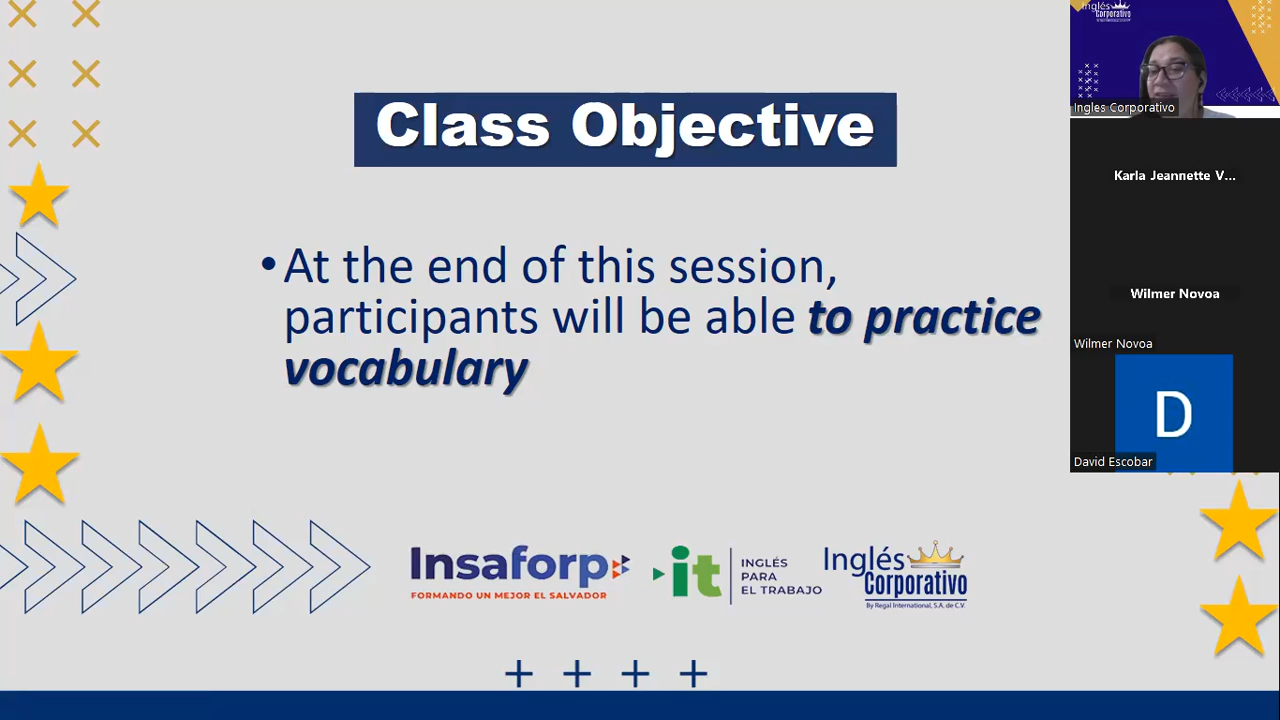 Class Objective
• At the end of this session,
participants will be able to practice
vocabulary
Insaforp
FORMANDO UN MEJOR EL SALVADOR
it
INGLÉS
PARA
EL TRABAJO
Inglés
Corporativo
By Regal International, S.A. de C.V.
Inglés
Corporativo
Ingles Corporativo
Karla Jeannette V...
Wilmer Novoa
Wilmer Novoa
D
David Escobar